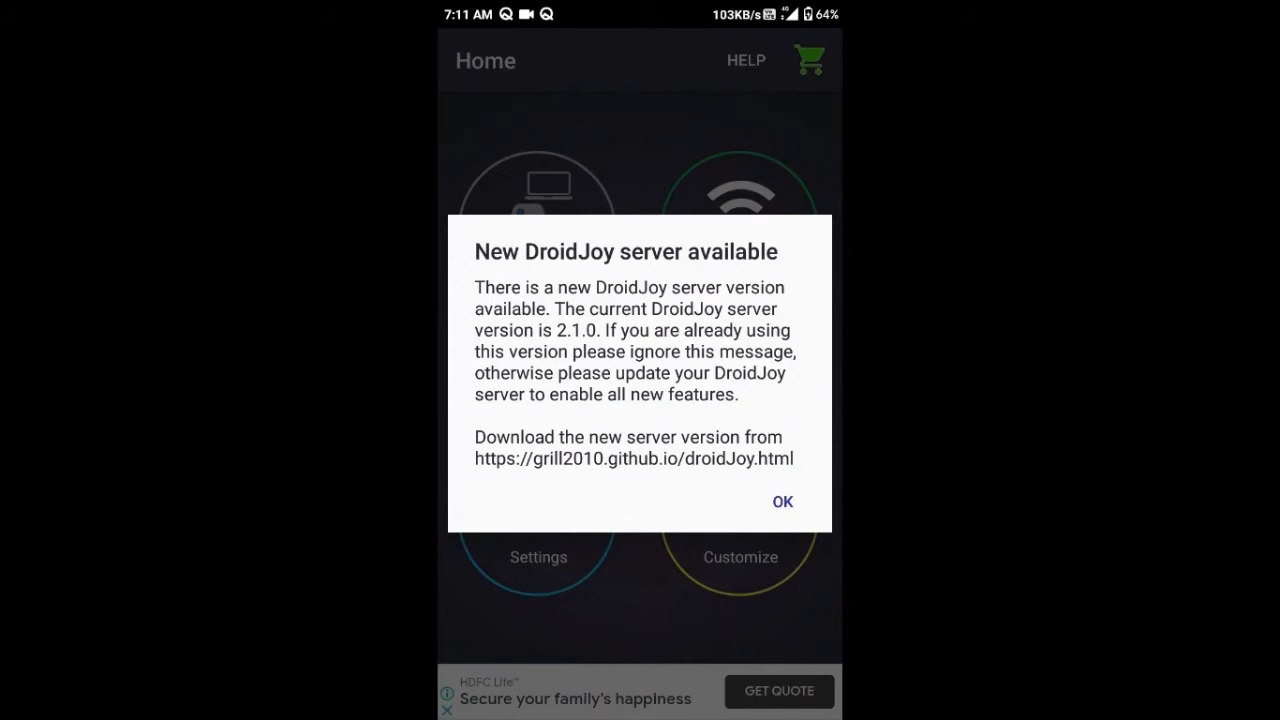 7:11 AM 103KB/s 4G 64%
Home HELP
New DroidJoy server available
There is a new DroidJoy server version
available. The current DroidJoy server
version is 2.1.0. If you are already using
this version please ignore this message,
otherwise please update your DroidJoy
server to enable all new features.
Download the new server version from
https://grill2010.github.io/droidJoy.html
OK
Settings Customize
HDFC Life™
Secure your family's happiness
GET QUOTE